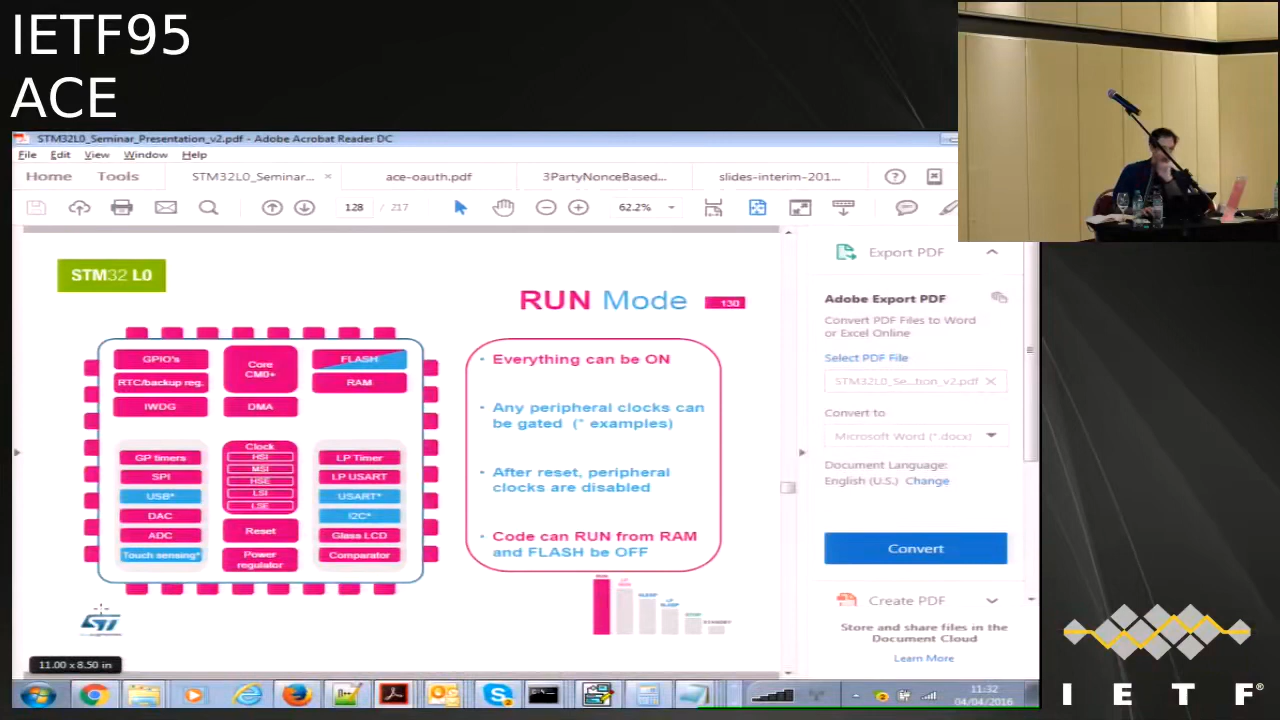 IETF95
ACE
STM32L0_Seminar_Presentation_v2.pdf - Adobe Acrobat Reader DC
File Edit View Window Help
Home Tools STM32L0_Seminar... × ace-oauth.pdf 3PartyNonceBased... slides-interim-201...
128 / 217 62.2%
STM32 L0
RUN Mode 130
GPIO's
RTC/backup reg.
IWDG
Core
CM0+
DMA
FLASH
RAM
GP timers
SPI
USB*
DAC
ADC
Touch sensing*
Clock
HSI
MSI
HSE
LSI
LSE
Reset
Power
regulator
LP Timer
LP USART
USART*
I2C*
Glass LCD
Comparator
• Everything can be ON
• Any peripheral clocks can
be gated (* examples)
• After reset, peripheral
clocks are disabled
• Code can RUN from RAM
and FLASH be OFF
ST
11.00 x 8.50 in
Export PDF
Adobe Export PDF
Convert PDF Files to Word
or Excel Online
Select PDF File
STM32L0_Se...tion_v2.pdf ×
Convert to
Microsoft Word (*.docx)
Document Language:
English (U.S.) Change
Convert
Create PDF
Store and share files in the
Document Cloud
Learn More
11:32
04/04/2016
I E T F®